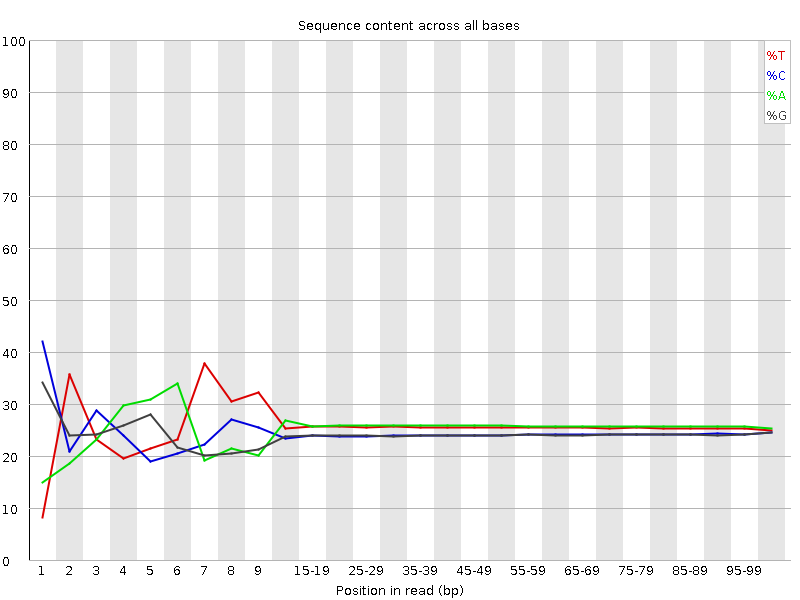 Sequence content across all bases
%T
%C
%A
%G
100
90
80
70
60
50
40
30
20
10
0
1 2 3 4 5 6 7 8 9 15-19 25-29 35-39 45-49 55-59 65-69 75-79 85-89 95-99
Position in read (bp)